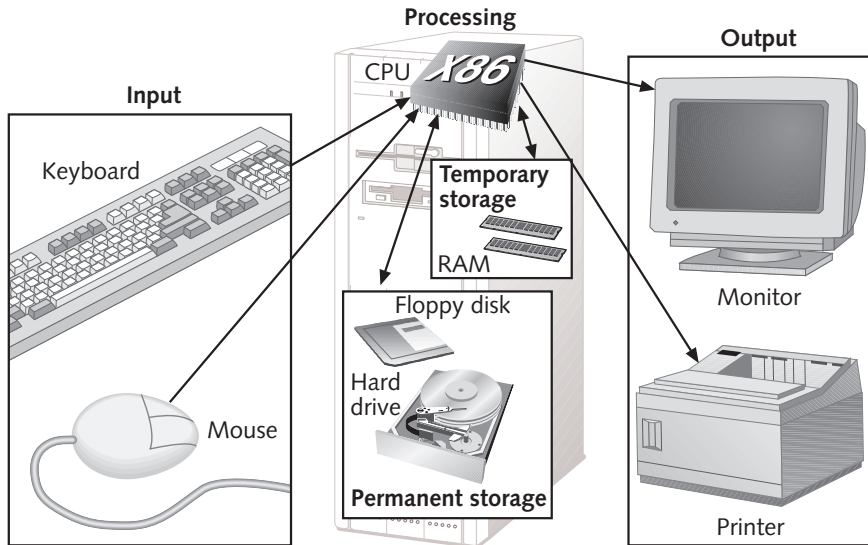 Processing
Input
Output
CPU
X86
Keyboard
Mouse
Temporary
storage
RAM
Floppy disk
Hard
drive
Permanent storage
Monitor
Printer